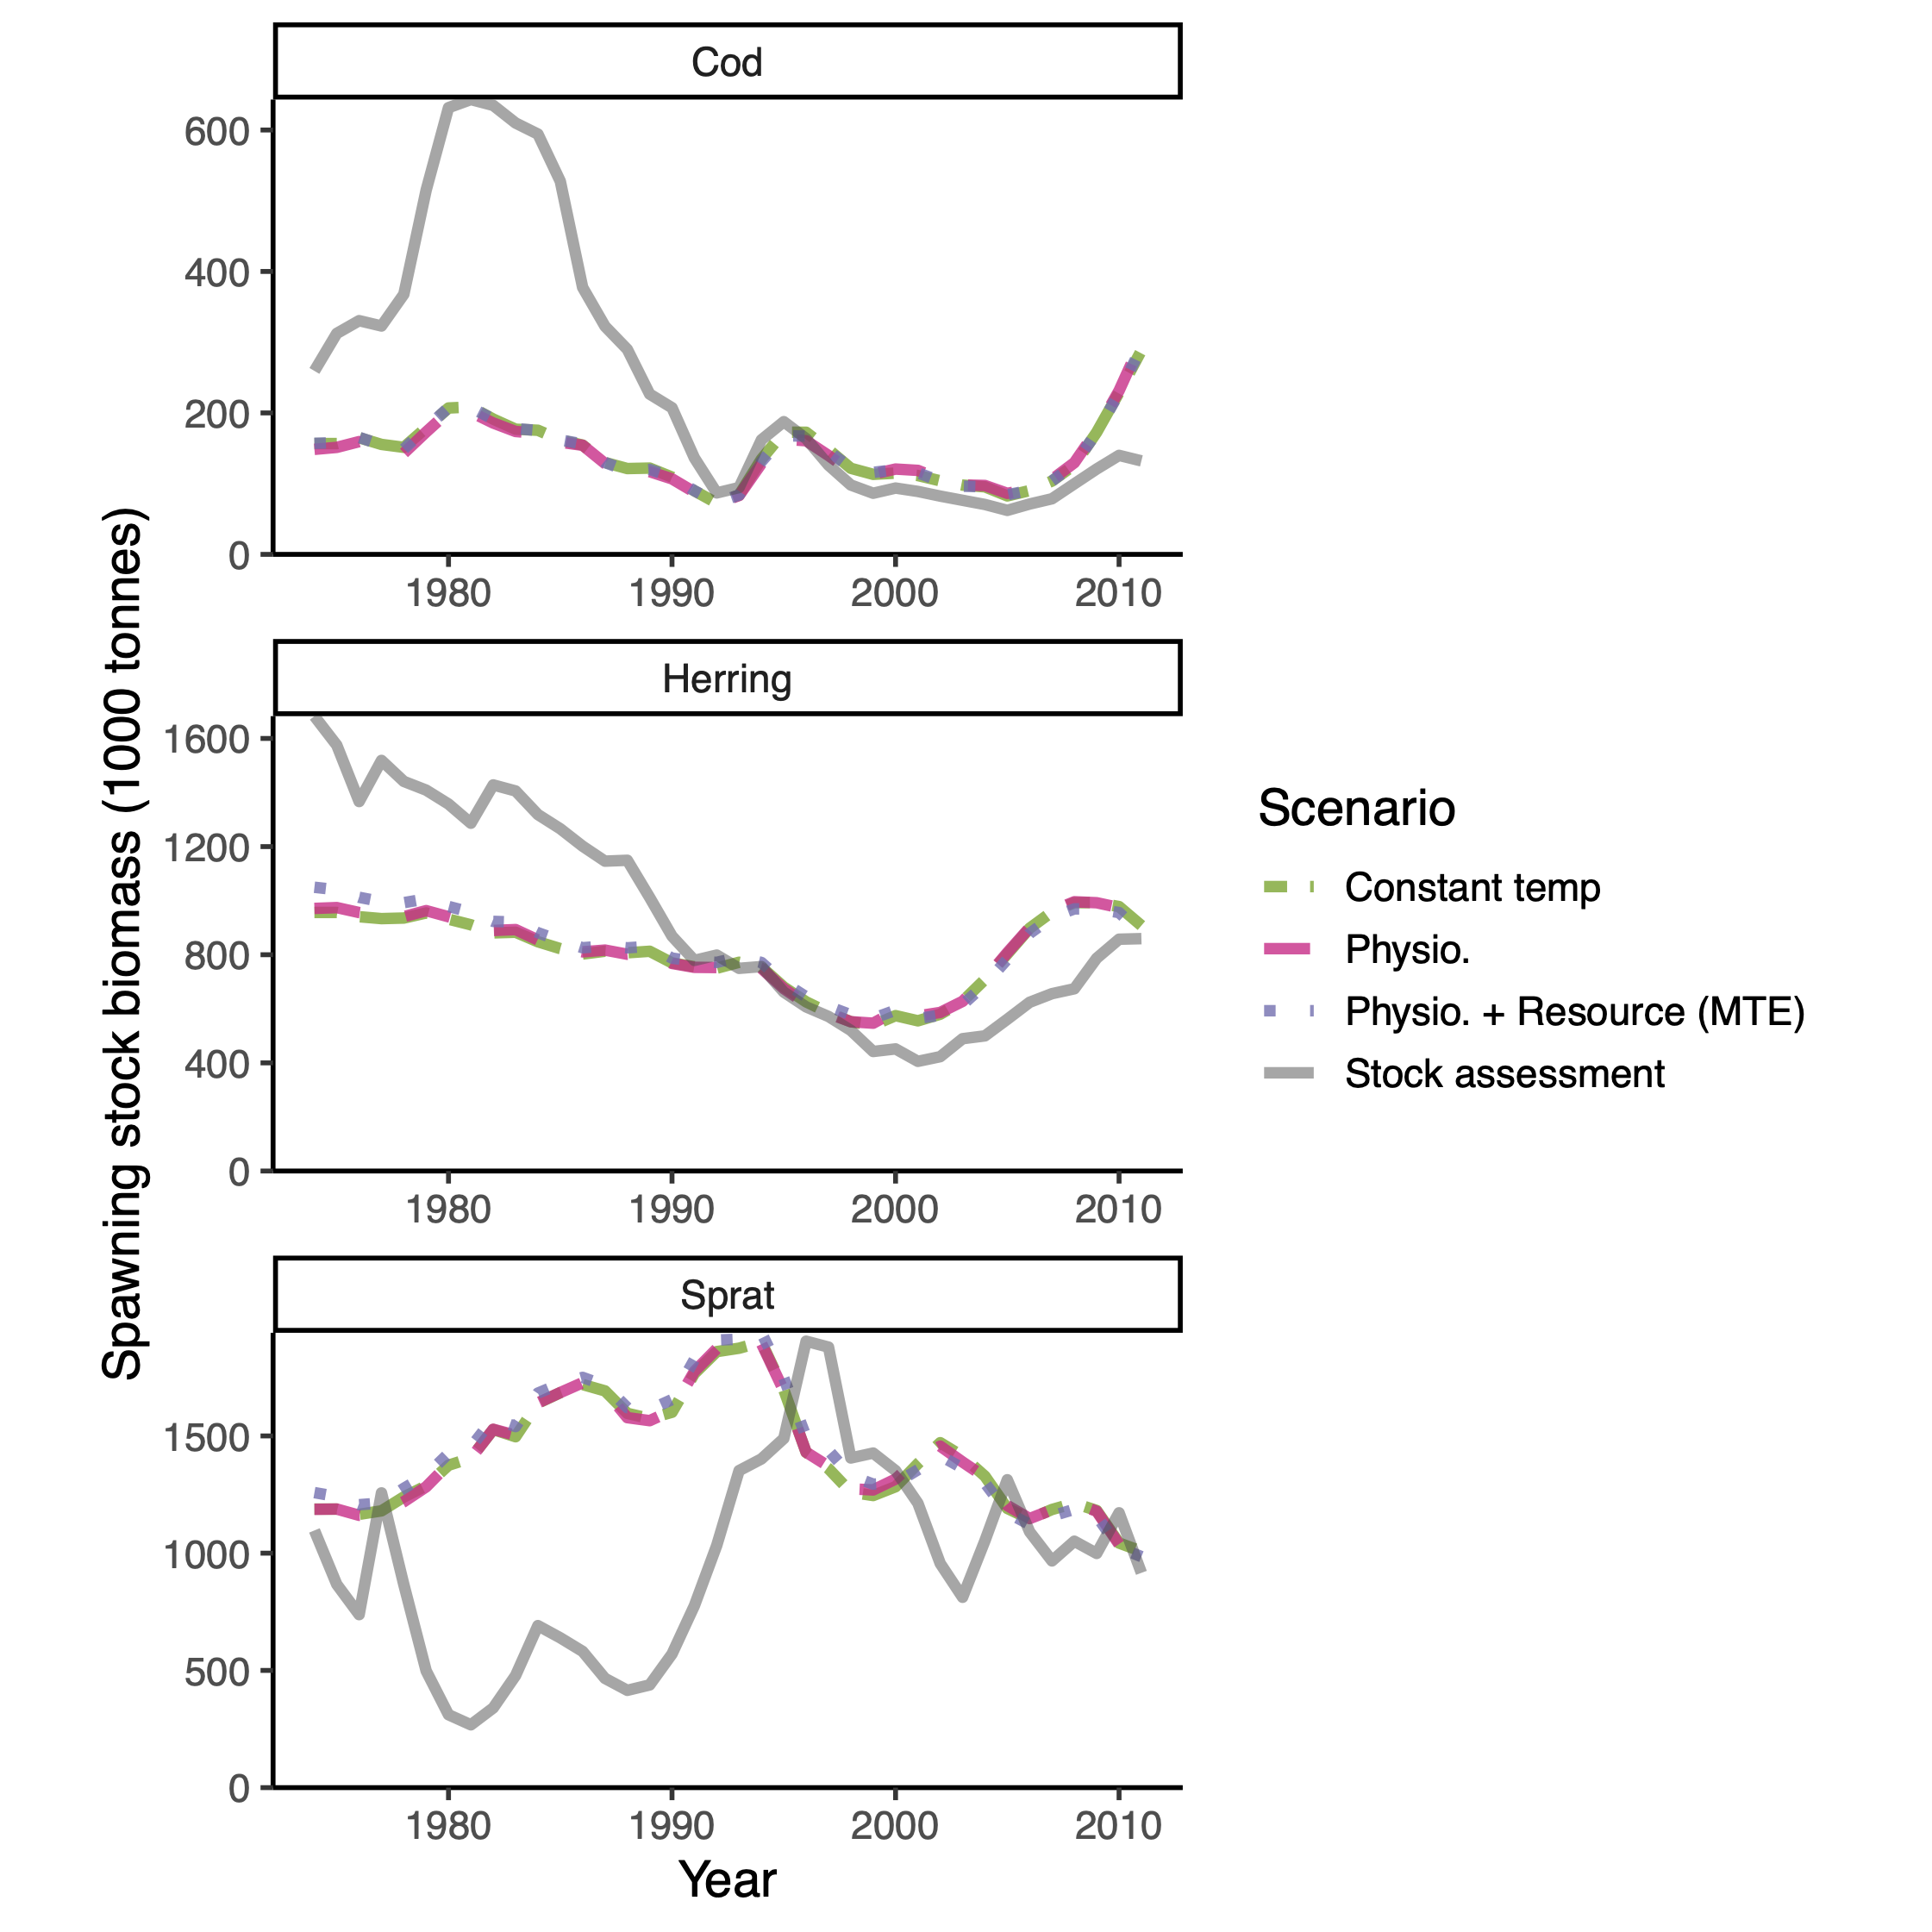 Cod
600
400
200
0
1980 1990 2000 2010
Herring
1600
1200
800
400
0
1980 1990 2000 2010
Sprat
1500
1000
500
0
1980 1990 2000 2010
Year
Spawning stock biomass (1000 tonnes)
Scenario
Constant temp
Physio.
Physio. + Resource (MTE)
Stock assessment